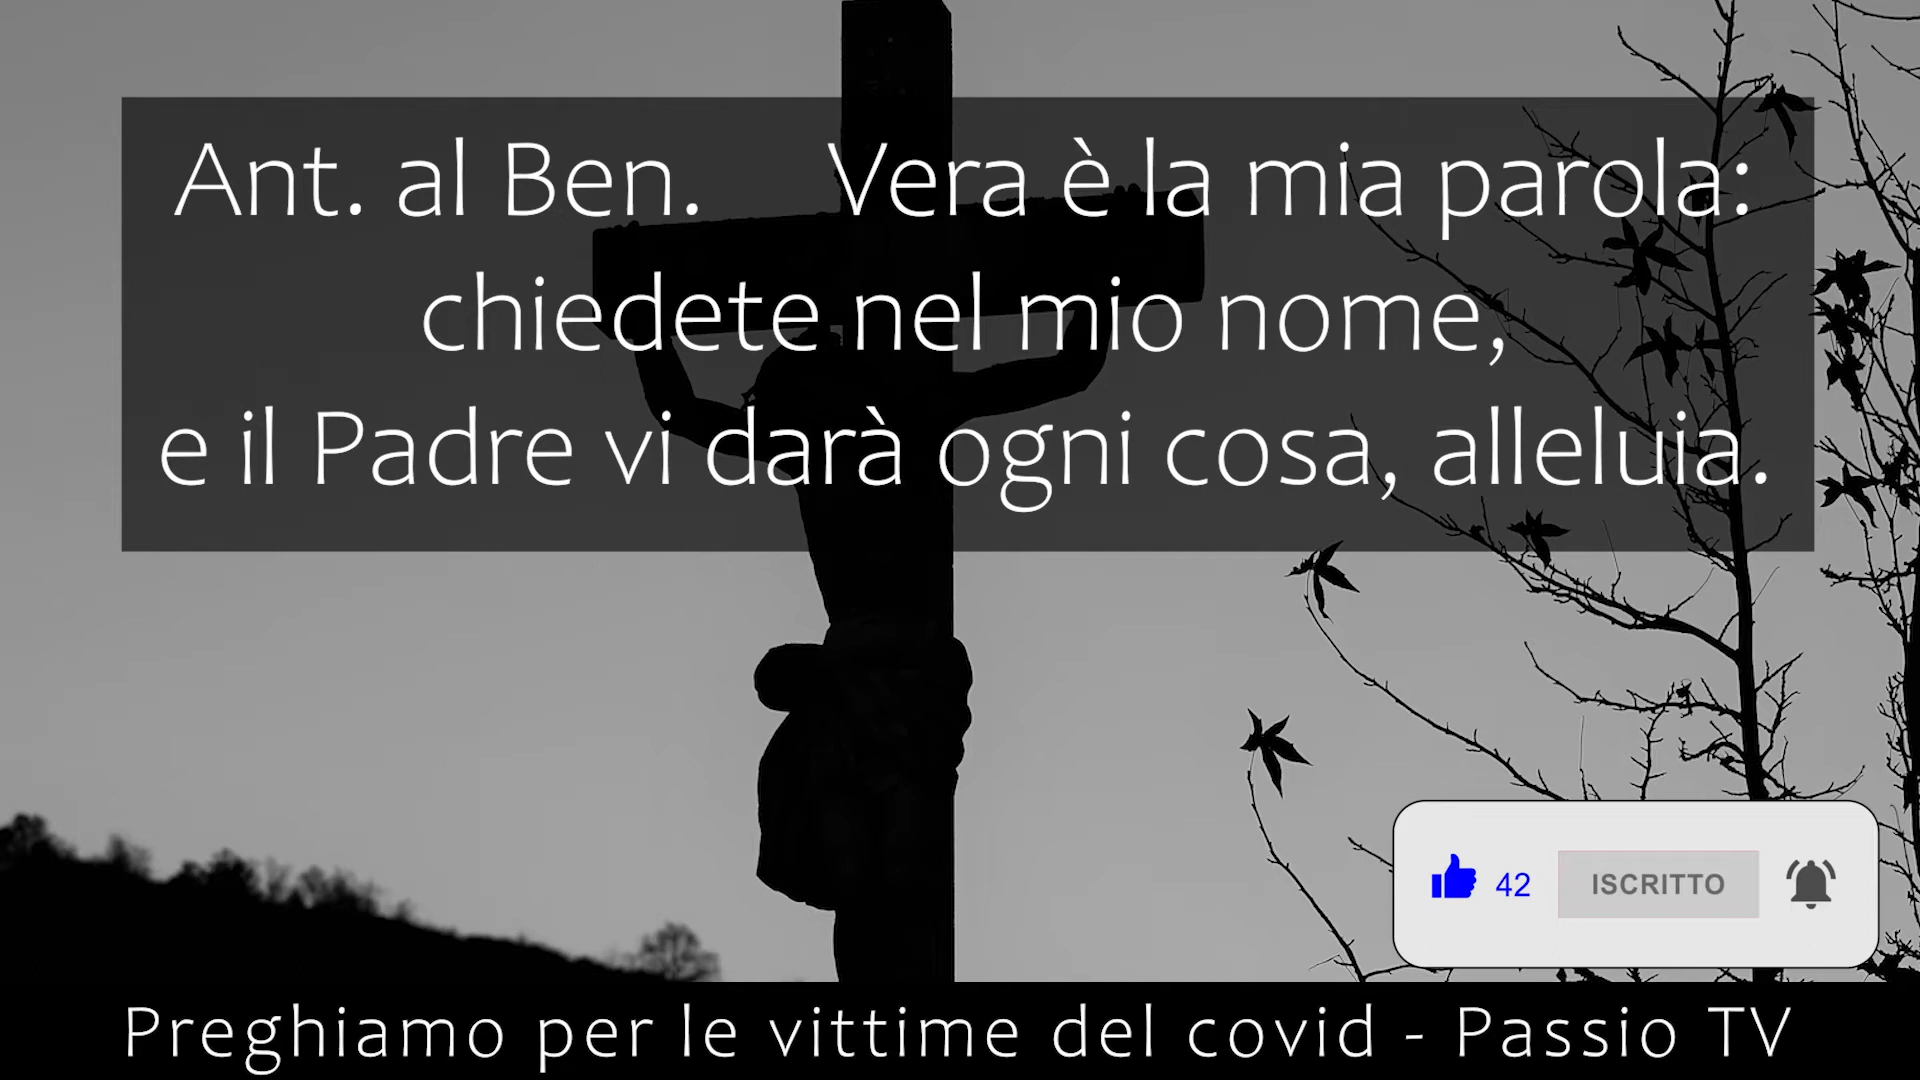 Ant. al Ben. Vera è la mia parola:
chiedete nel mio nome,
e il Padre vi darà ogni cosa, alleluia.
42 ISCRITTO
Preghiamo per le vittime del covid - Passio TV